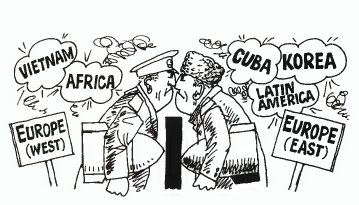 VIETNAM
AFRICA
CUBA
KOREA
LATIN
AMERICA
EUROPE
(WEST)
EUROPE
(EAST)